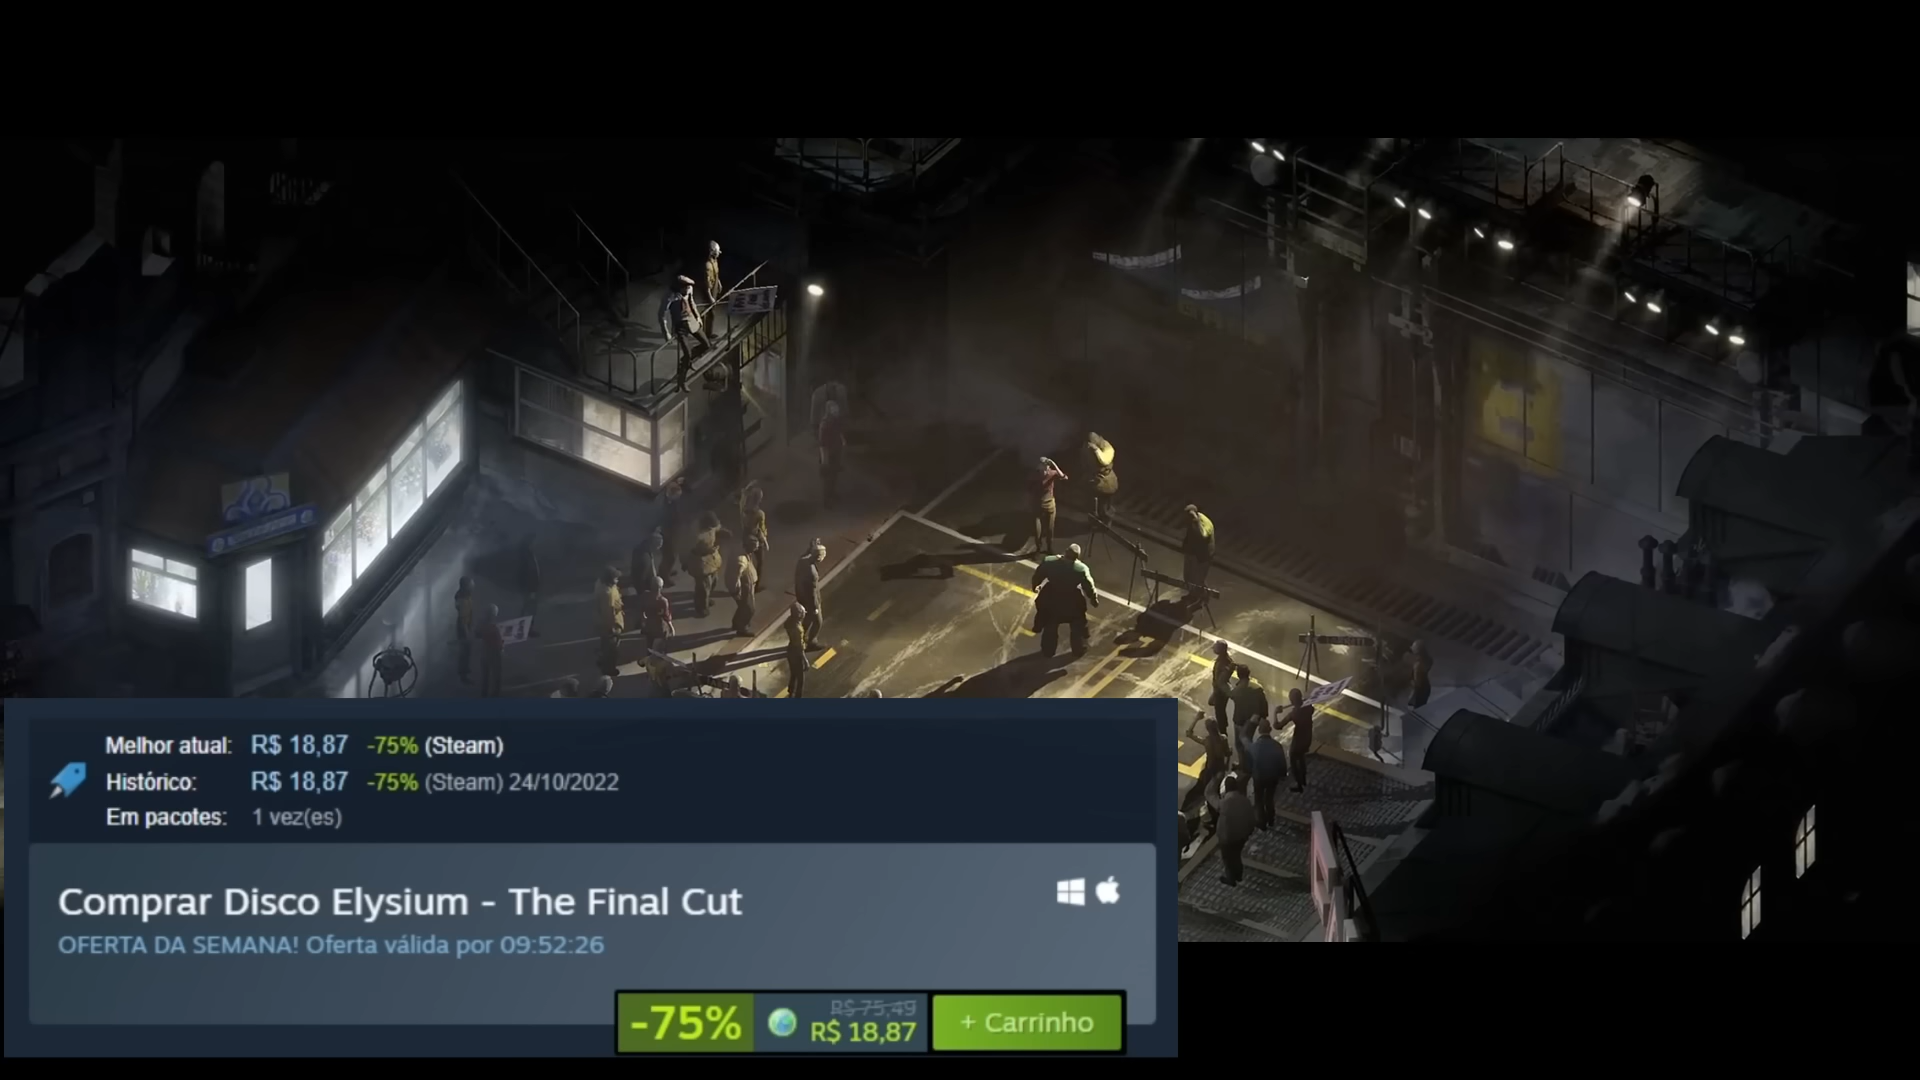 Melhor atual: R$ 18,87 -75% (Steam)
Histórico: R$ 18,87 -75% (Steam) 24/10/2022
Em pacotes: 1 vez(es)
Comprar Disco Elysium - The Final Cut
OFERTA DA SEMANA! Oferta válida por 09:52:26
-75%
R$ 75,49
R$ 18,87
+ Carrinho